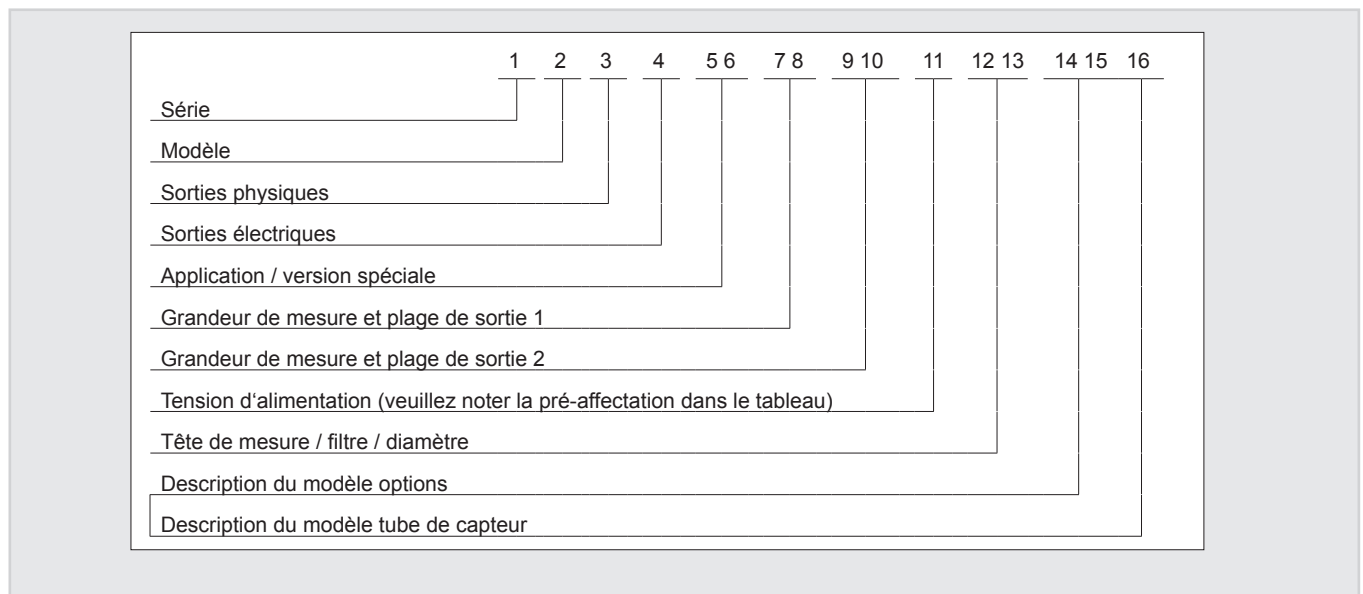 1 2 3 4 5 6 7 8 9 10 11 12 13 14 15 16
Série
Modèle
Sorties physiques
Sorties électriques
Application / version spéciale
Grandeur de mesure et plage de sortie 1
Grandeur de mesure et plage de sortie 2
Tension d‘alimentation (veuillez noter la pré-affectation dans le tableau)
Tête de mesure / filtre / diamètre
Description du modèle options
Description du modèle tube de capteur